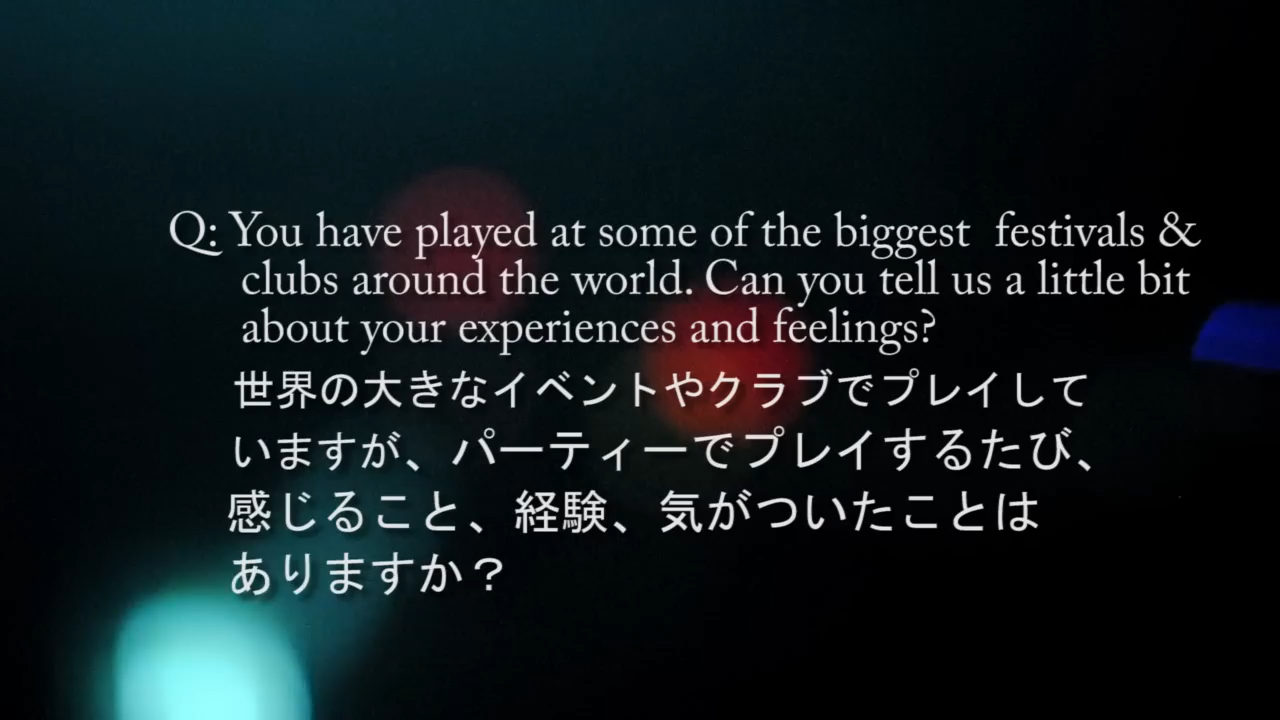 Q: You have played at some of the biggest  festivals &
clubs around the world. Can you tell us a little bit
about your experiences and feelings?
世界の大きなイベントやクラブでプレイして
いますが、パーティーでプレイするたび、
感じること、経験、気がついたことは
ありますか？